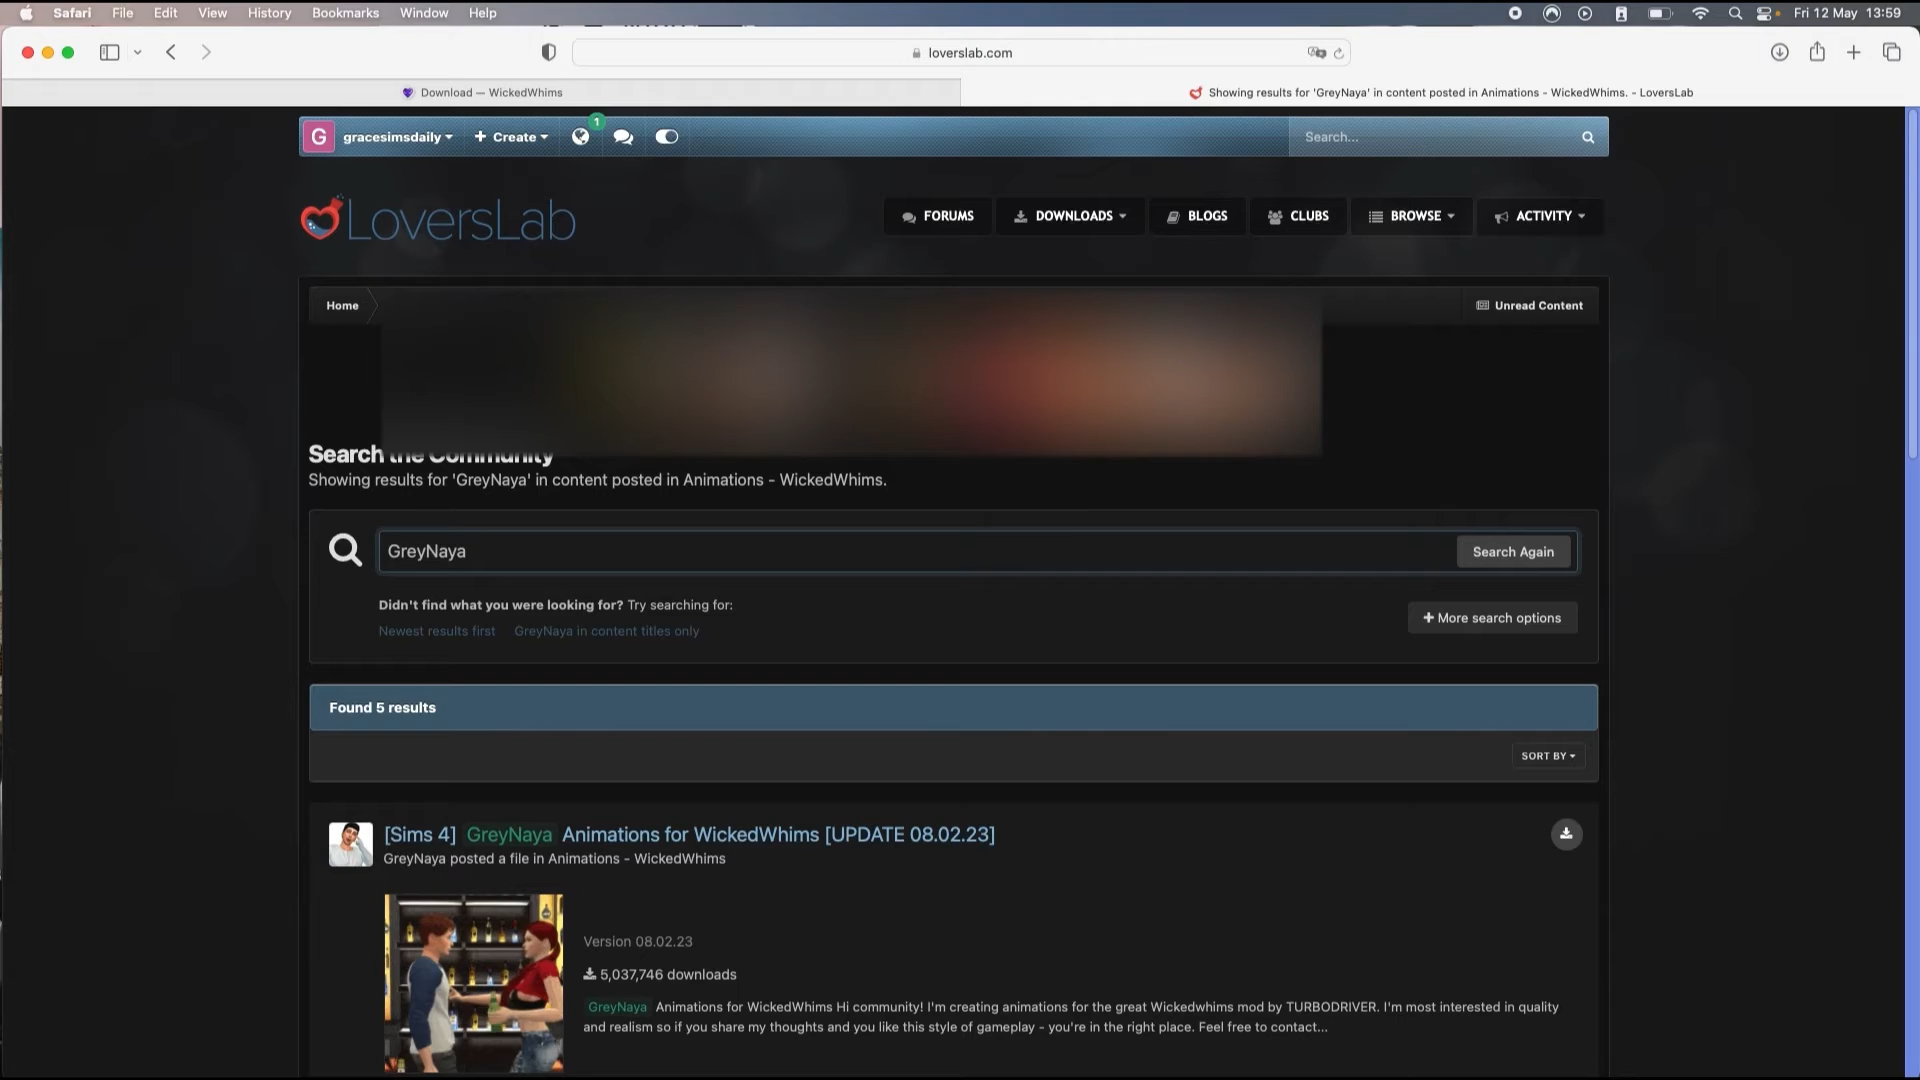 Safari File Edit View History Bookmarks Window Help Fri 12 May 13:59
loverslab.com
Download — WickedWhims
Showing results for 'GreyNaya' in content posted in Animations - WickedWhims. - LoversLab
G gracesimsdaily + Create 1 Search...
LoversLab
FORUMS DOWNLOADS BLOGS CLUBS BROWSE ACTIVITY
Home Unread Content
Search the Community
Showing results for 'GreyNaya' in content posted in Animations - WickedWhims.
GreyNaya Search Again
Didn't find what you were looking for? Try searching for:
+ More search options
Newest results first GreyNaya in content titles only
Found 5 results
SORT BY
[Sims 4] GreyNaya Animations for WickedWhims [UPDATE 08.02.23]
GreyNaya posted a file in Animations - WickedWhims
Version 08.02.23
5,037,746 downloads
GreyNaya Animations for WickedWhims Hi community! I'm creating animations for the great Wickedwhims mod by TURBODRIVER. I'm most interested in quality
and realism so if you share my thoughts and you like this style of gameplay - you're in the right place. Feel free to contact...